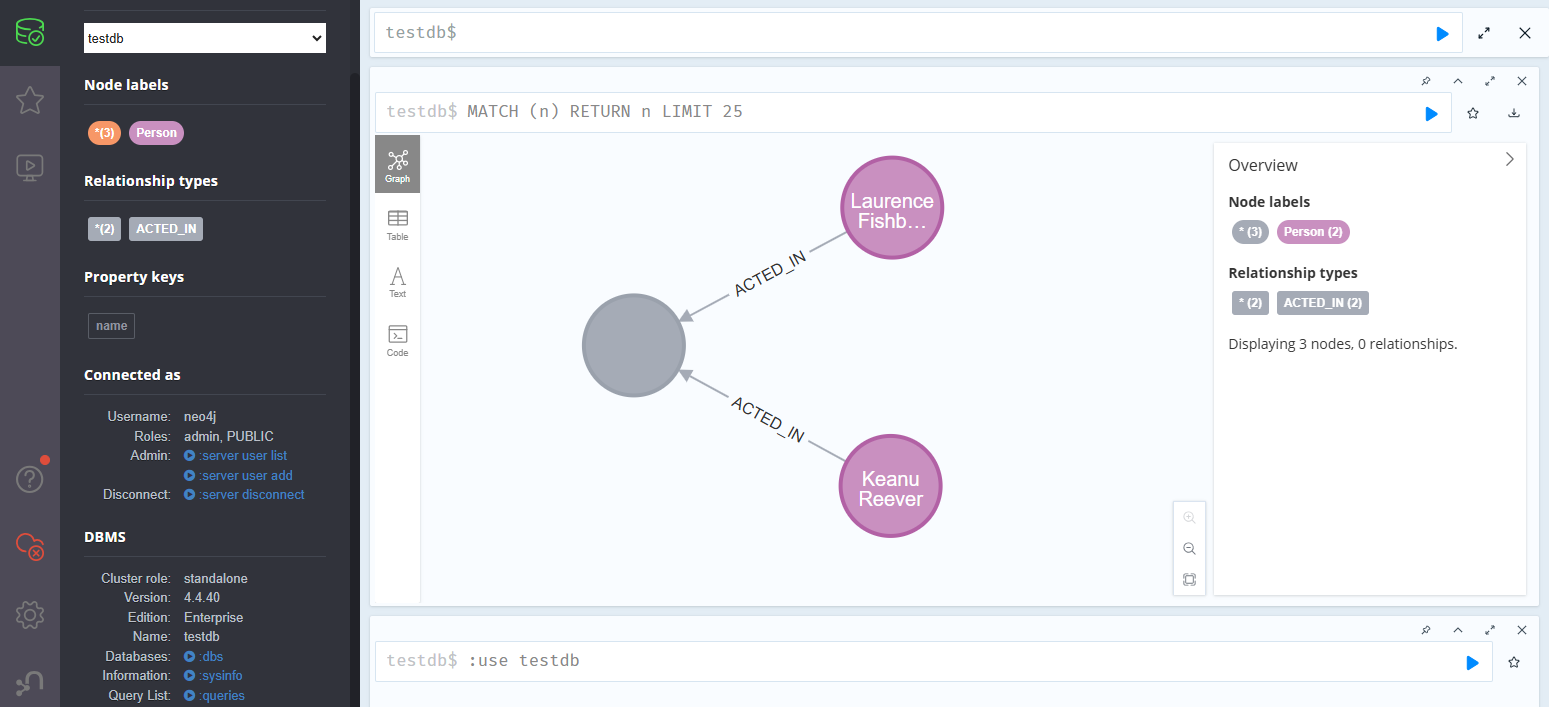 testdb
Node labels
*(3) Person
Relationship types
*(2) ACTED_IN
Property keys
name
Connected as
Username: neo4j
Roles: admin, PUBLIC
Admin: :server user list
:server user add
Disconnect: :server disconnect
DBMS
Cluster role: standalone
Version: 4.4.40
Edition: Enterprise
Name: testdb
Databases: :dbs
Information: :sysinfo
Query List: :queries
testdb$
testdb$ MATCH (n) RETURN n LIMIT 25
Graph
Table
Text
Code
Laurence
Fishb…
ACTED_IN
ACTED_IN
Keanu
Reever
Overview
Node labels
* (3) Person (2)
Relationship types
* (2) ACTED_IN (2)
Displaying 3 nodes, 0 relationships.
testdb$ :use testdb